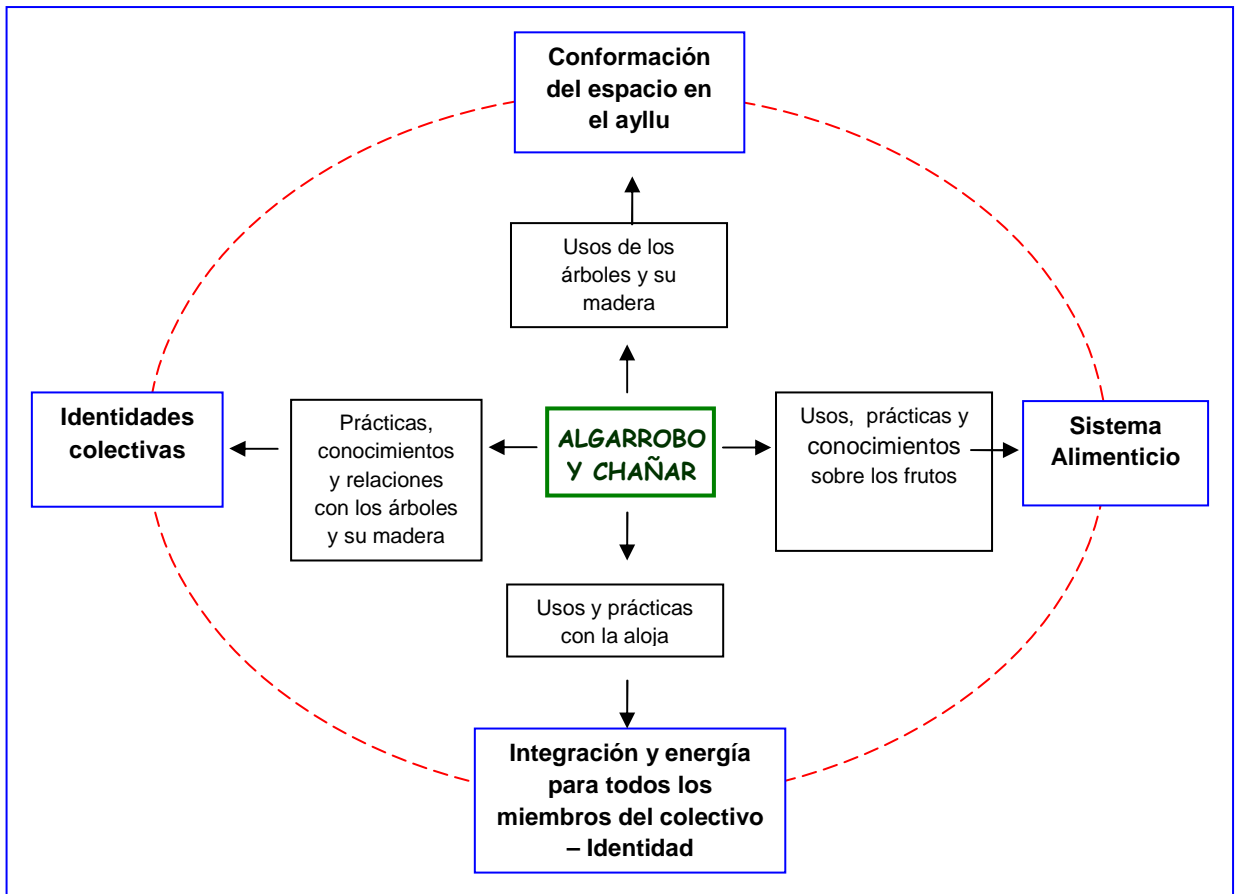 Conformación
del espacio en
el ayllu
Usos de los
árboles y su
madera
Identidades
colectivas
Prácticas,
conocimientos
y relaciones
con los árboles
y su madera
ALGARROBO
Y CHAÑAR
Usos, prácticas y
conocimientos
sobre los frutos
Sistema
Alimenticio
Usos y prácticas
con la aloja
Integración y energía
para todos los
miembros del colectivo
– Identidad